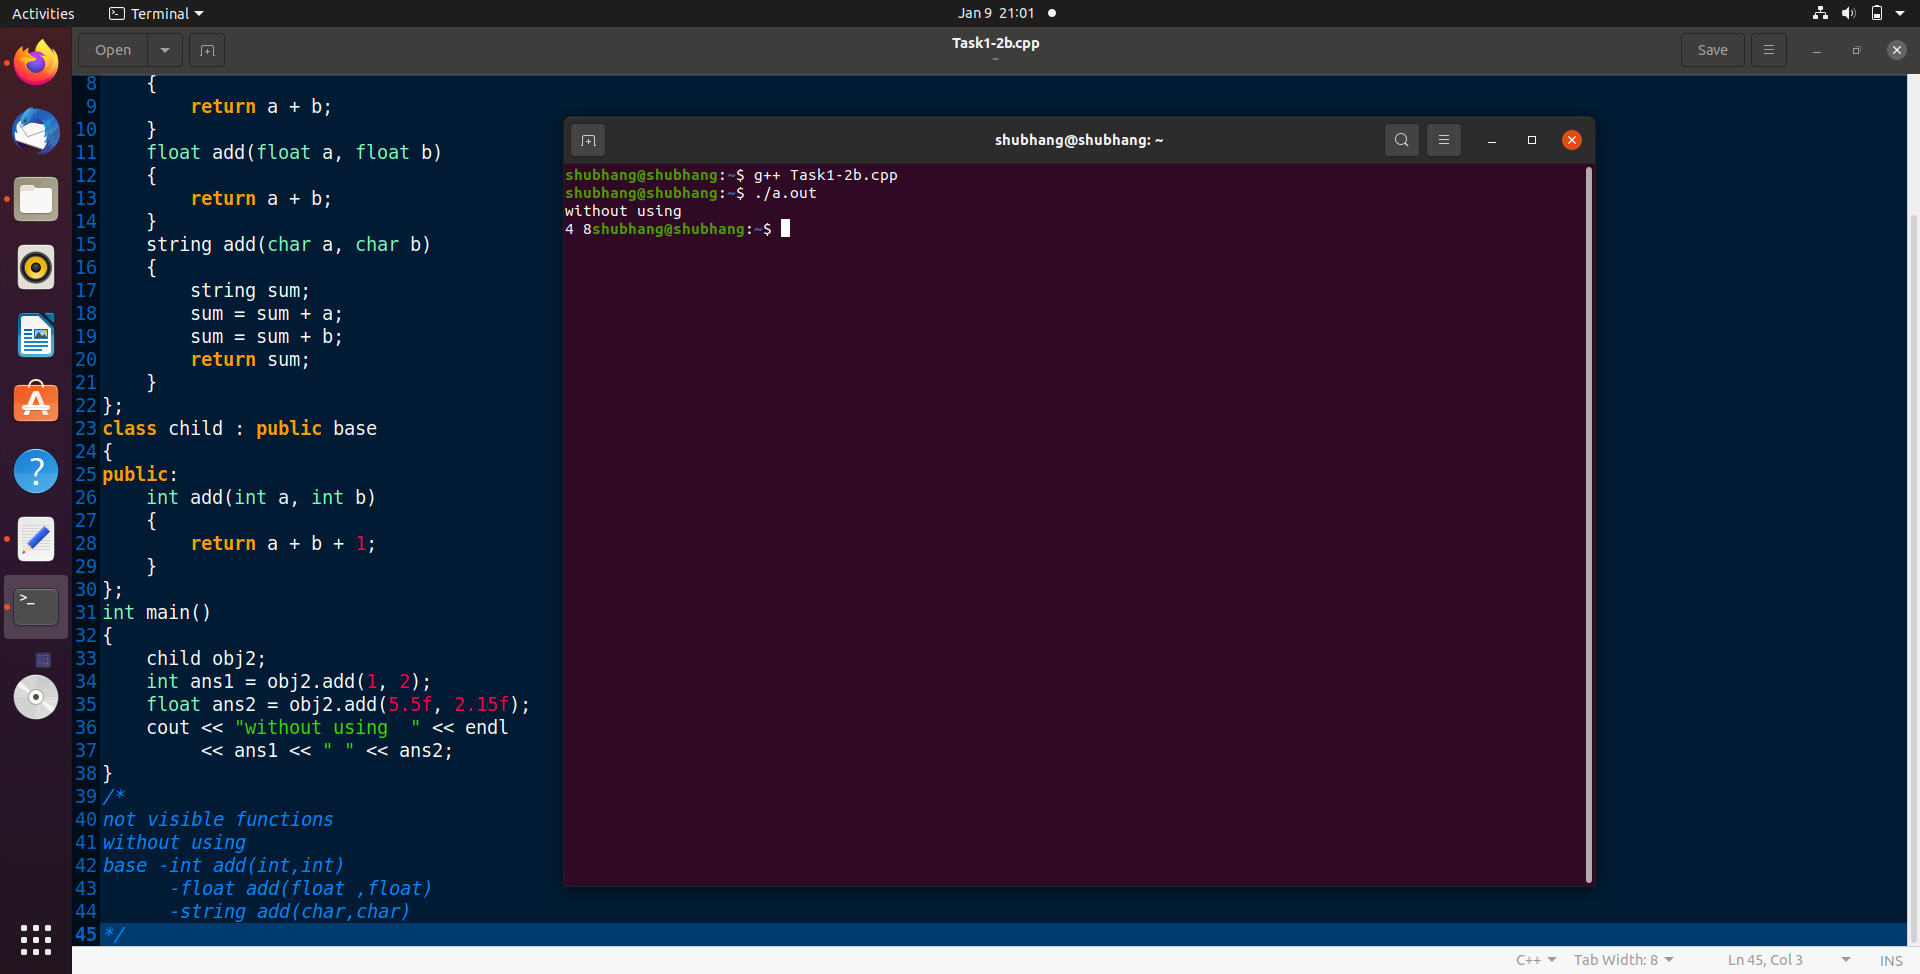 Activities
Terminal
Jan 9 21:01
Open
Task1-2b.cpp
~
Save
8     {
9         return a + b;
10     }
11     float add(float a, float b)
12     {
13         return a + b;
14     }
15     string add(char a, char b)
16     {
17         string sum;
18         sum = sum + a;
19         sum = sum + b;
20         return sum;
21     }
22 };
23 class child : public base
24 {
25 public:
26     int add(int a, int b)
27     {
28         return a + b + 1;
29     }
30 };
31 int main()
32 {
33     child obj2;
34     int ans1 = obj2.add(1, 2);
35     float ans2 = obj2.add(5.5f, 2.15f);
36     cout << "without using  " << endl
37          << ans1 << " " << ans2;
38 }
39 /*
40 not visible functions
41 without using
42 base -int add(int,int)
43       -float add(float ,float)
44       -string add(char,char)
45 */
shubhang@shubhang: ~
shubhang@shubhang:~$ g++ Task1-2b.cpp
shubhang@shubhang:~$ ./a.out
without using
4 8shubhang@shubhang:~$
C++
Tab Width: 8
Ln 45, Col 3
INS